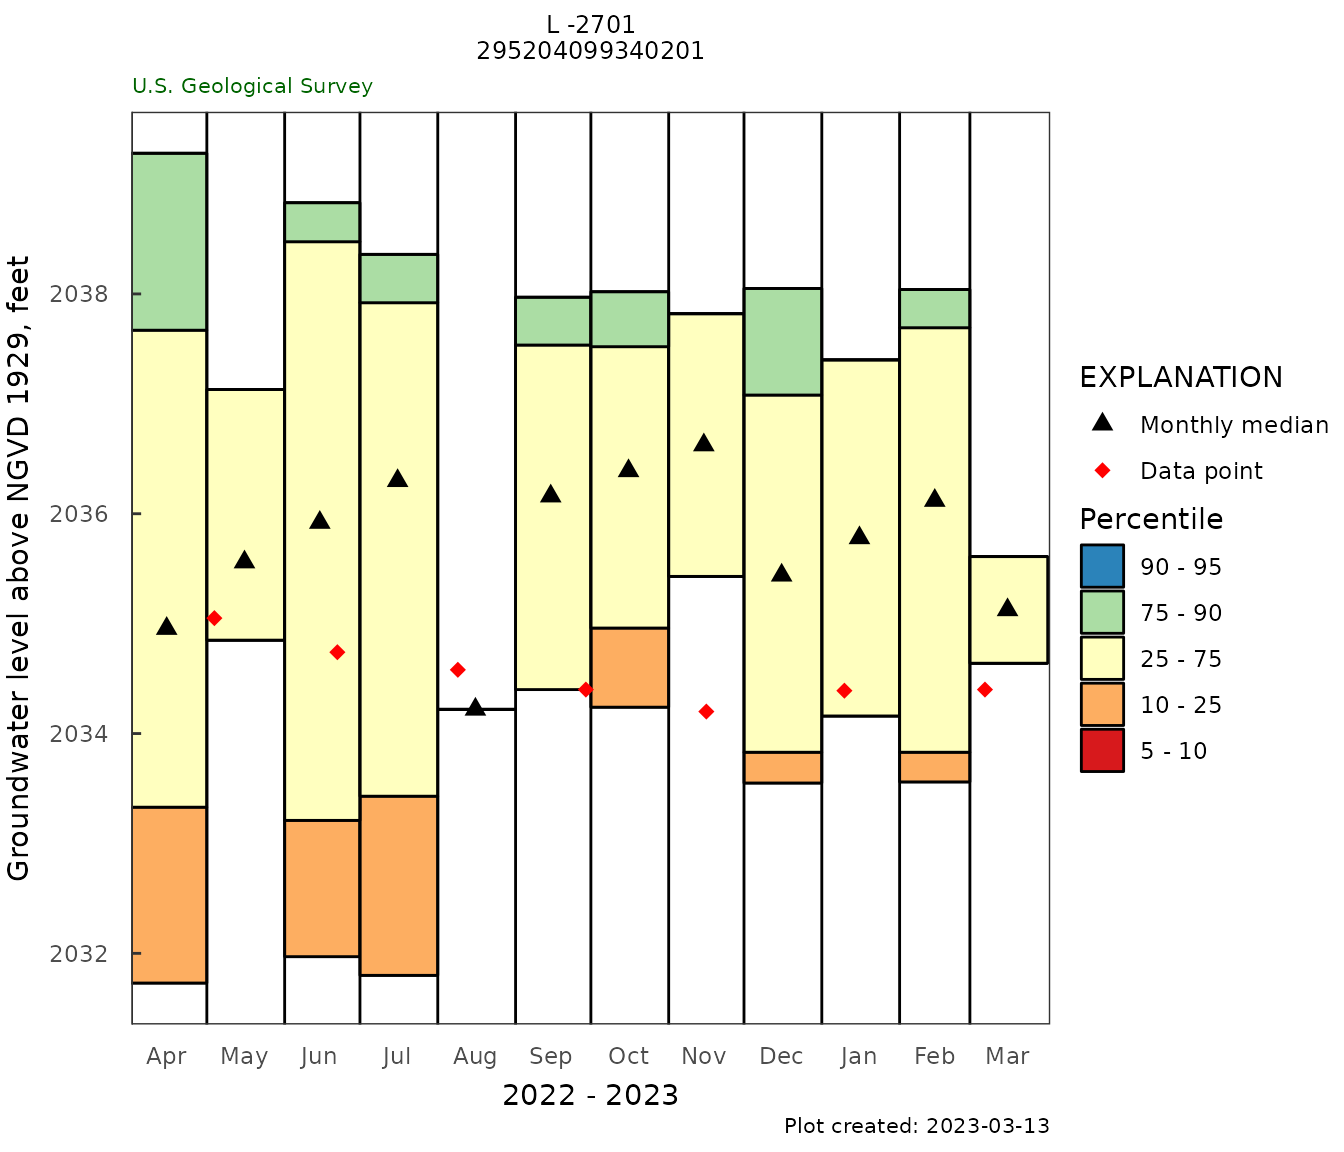 L -2701
295204099340201
U.S. Geological Survey
Groundwater level above NGVD 1929, feet
2038
2036
2034
2032
Apr May Jun Jul Aug Sep Oct Nov Dec Jan Feb Mar
2022 - 2023
EXPLANATION
Monthly median
Data point
Percentile
90 - 95
75 - 90
25 - 75
10 - 25
5 - 10
Plot created: 2023-03-13